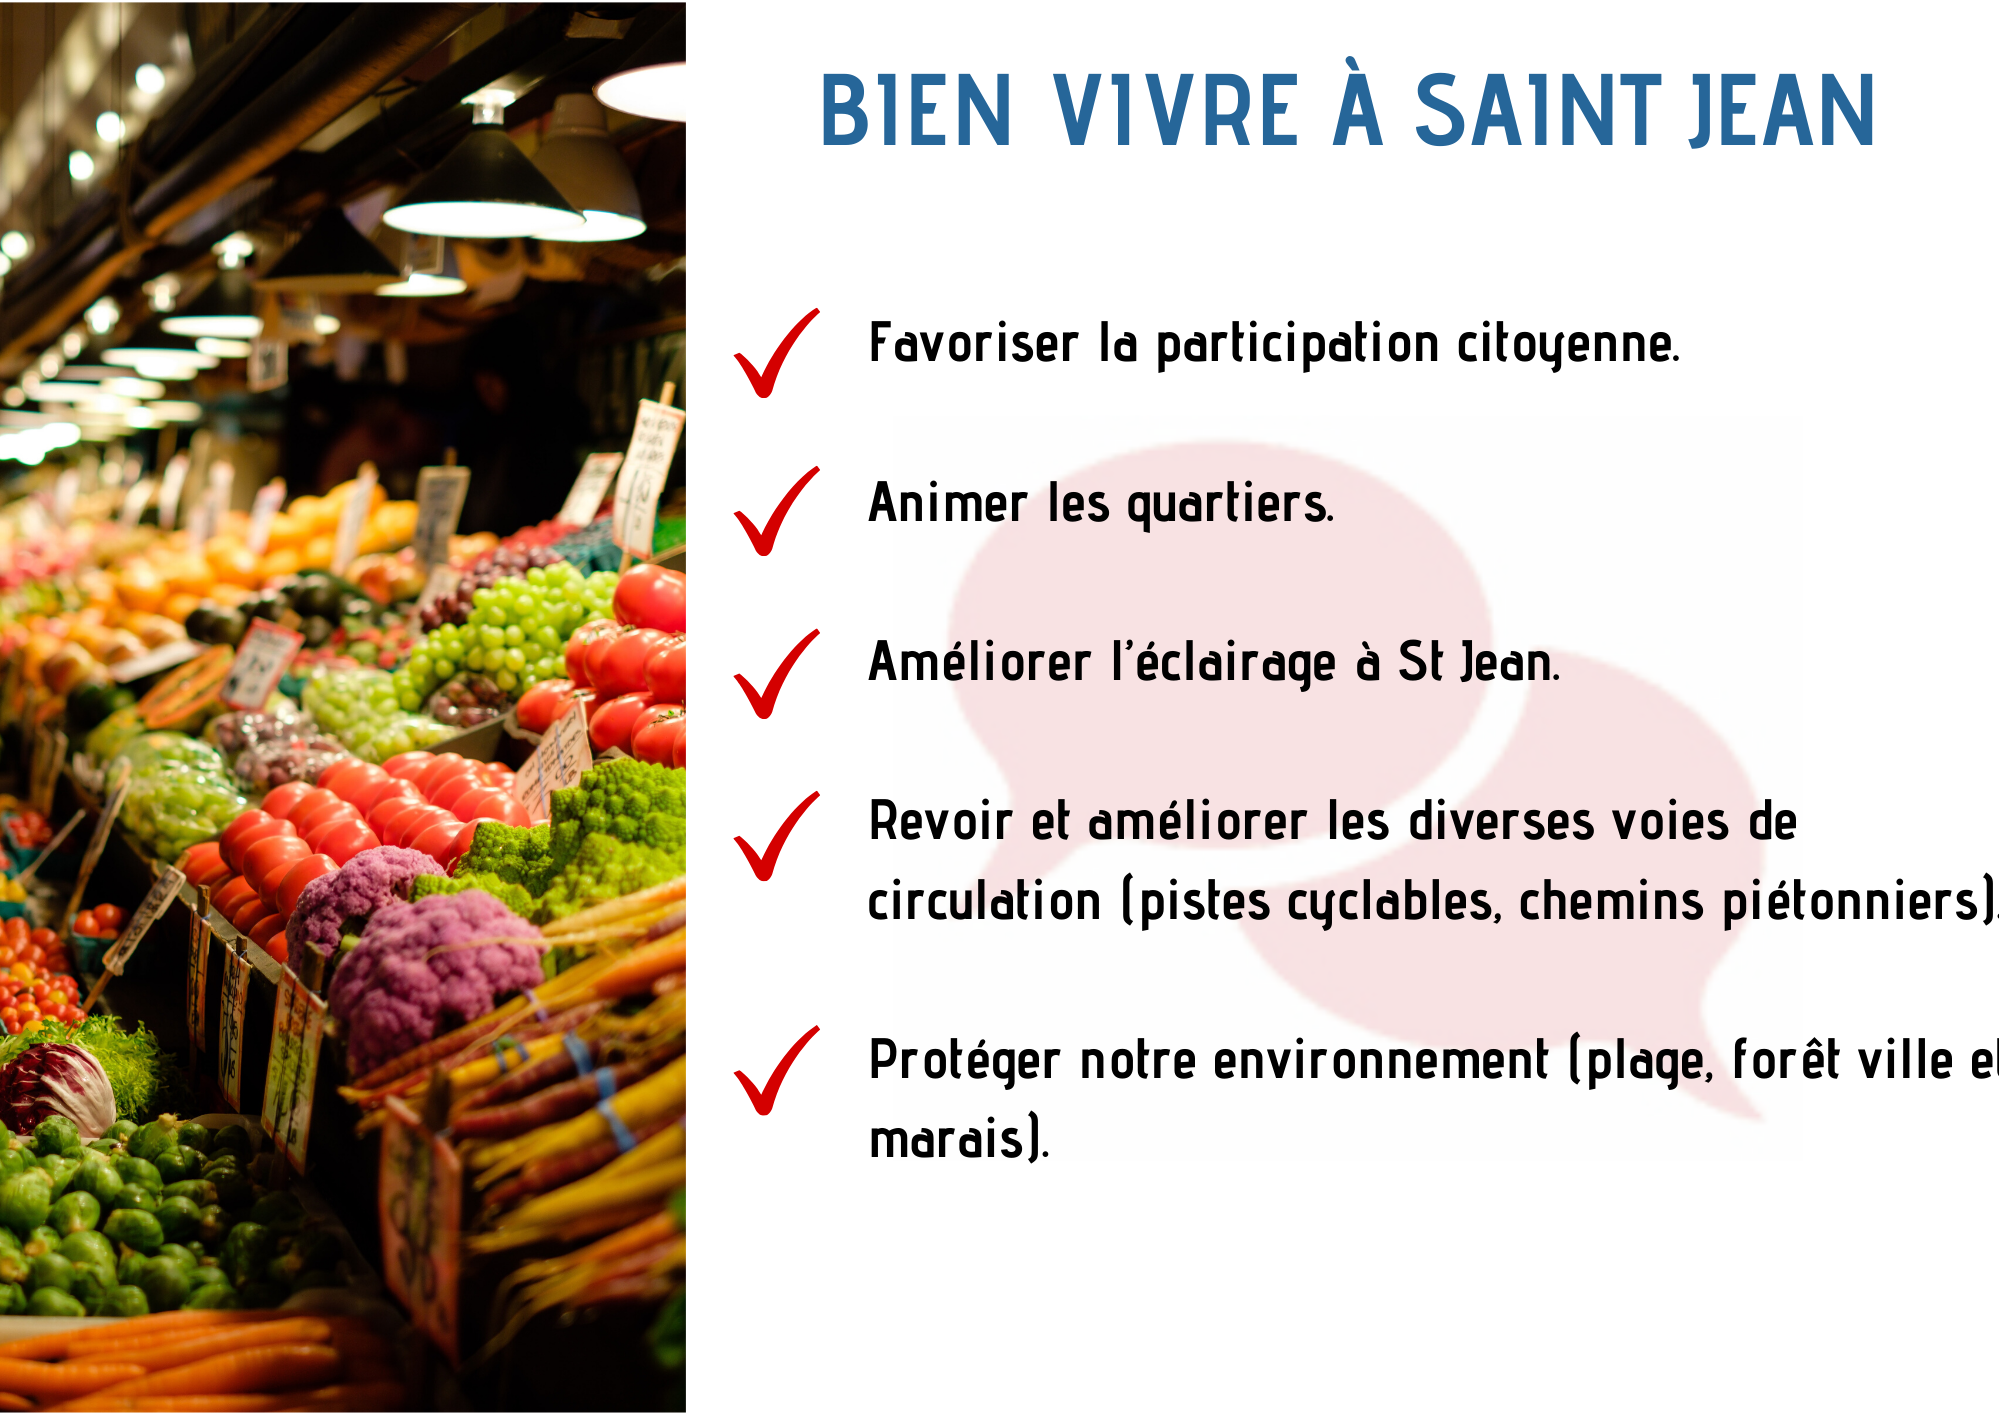 BIEN VIVRE À SAINT JEAN
Favoriser la participation citoyenne.
Animer les quartiers.
Améliorer l'éclairage à St Jean.
Revoir et améliorer les diverses voies de
circulation (pistes cyclables, chemins piétonniers).
Protéger notre environnement (plage, forêt ville et
marais).